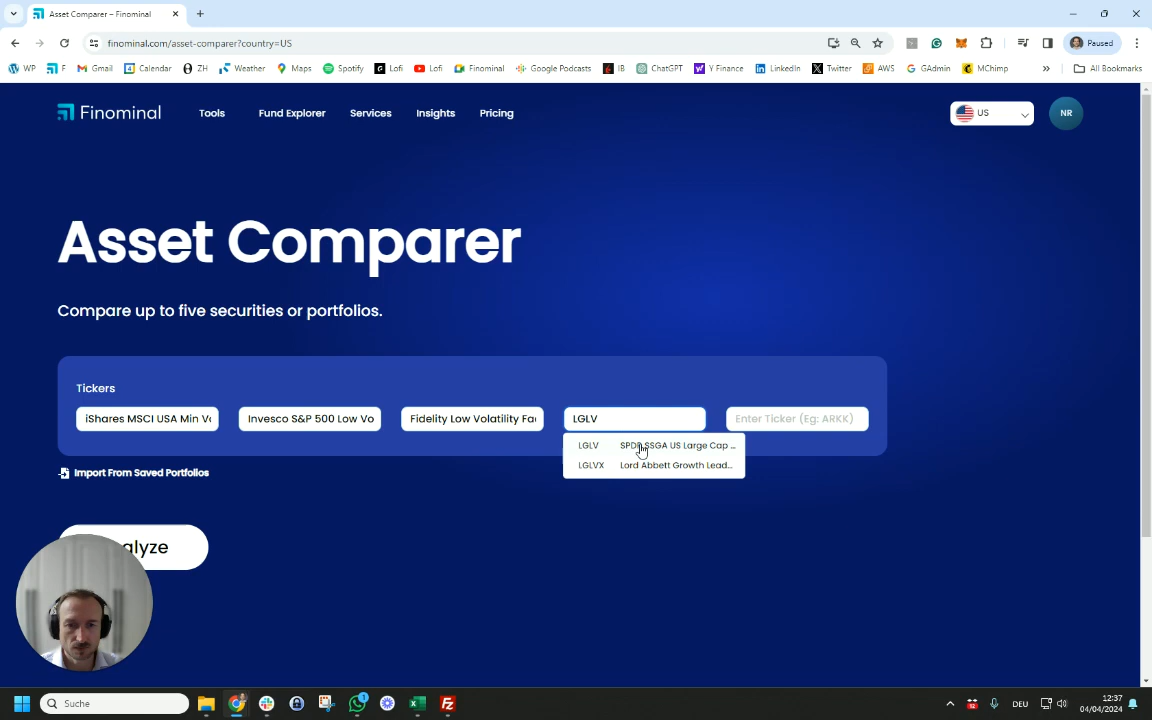 Asset Comparer – Finominal
finominal.com/asset-comparer?country=US
Paused
WP
F
Gmail
Calendar
ZH
Weather
Maps
Spotify
Lofi
Lofi
Finominal
Google Podcasts
IB
ChatGPT
Y Finance
LinkedIn
Twitter
AWS
GAdmin
MChimp
All Bookmarks
Finominal
Tools
Fund Explorer
Services
Insights
Pricing
US
NR
Asset Comparer
Compare up to five securities or portfolios.
Tickers
iShares MSCI USA Min Vo
Invesco S&P 500 Low Vo
Fidelity Low Volatility Fac
LGLV
Enter Ticker (Eg: ARKK)
LGLV SPDR SSGA US Large Cap ...
LGLVX Lord Abbett Growth Lead...
Import From Saved Portfolios
alyze
Suche
1
DEU
12:37
04/04/2024